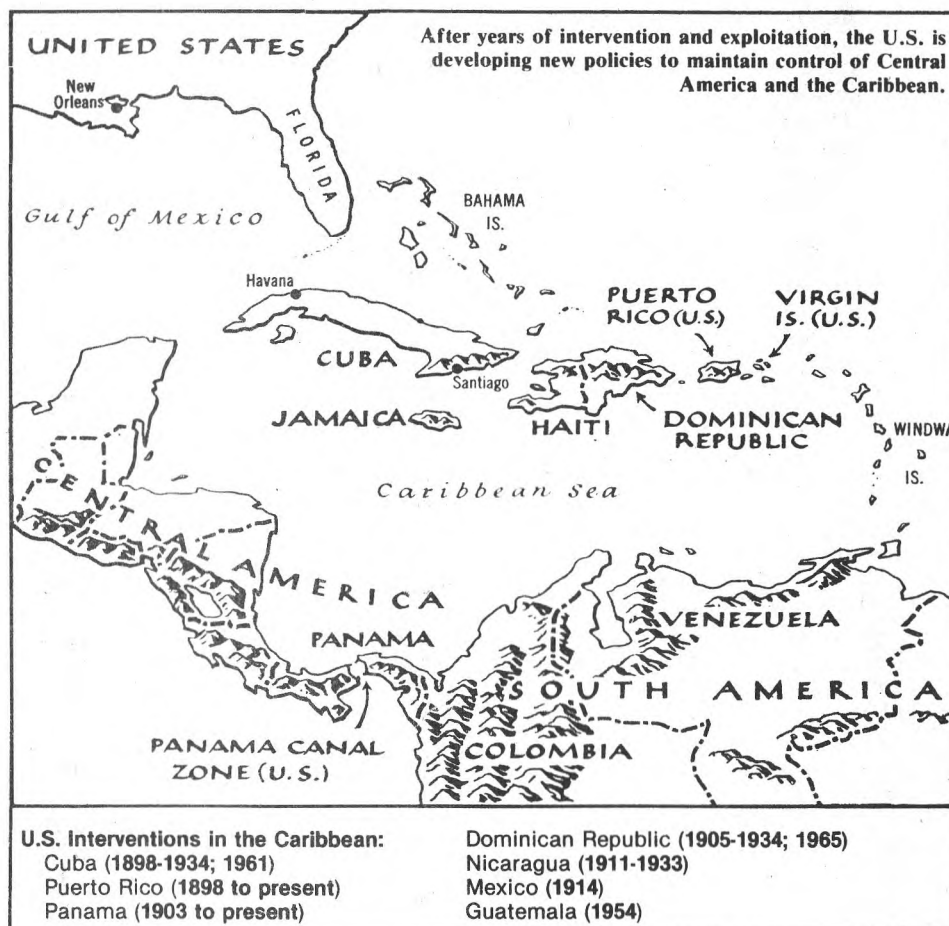 After years of intervention and exploitation, the U.S. is
developing new policies to maintain control of Central
America and the Caribbean.
UNITED STATES
New
Orleans
FLORIDA
Gulf of Mexico
BAHAMA
IS.
Havana
PUERTO
RICO (U.S.)
VIRGIN
IS. (U.S.)
CUBA
Santiago
JAMAICA
HAITI
DOMINICAN
REPUBLIC
WINDWA
IS.
Caribbean Sea
CENTRAL AMERICA
PANAMA
VENEZUELA
SOUTH AMERICA
PANAMA CANAL
ZONE (U.S.)
COLOMBIA
U.S. Interventions in the Caribbean:
Cuba (1898-1934; 1961)
Puerto Rico (1898 to present)
Panama (1903 to present)
Dominican Republic (1905-1934; 1965)
Nicaragua (1911-1933)
Mexico (1914)
Guatemala (1954)